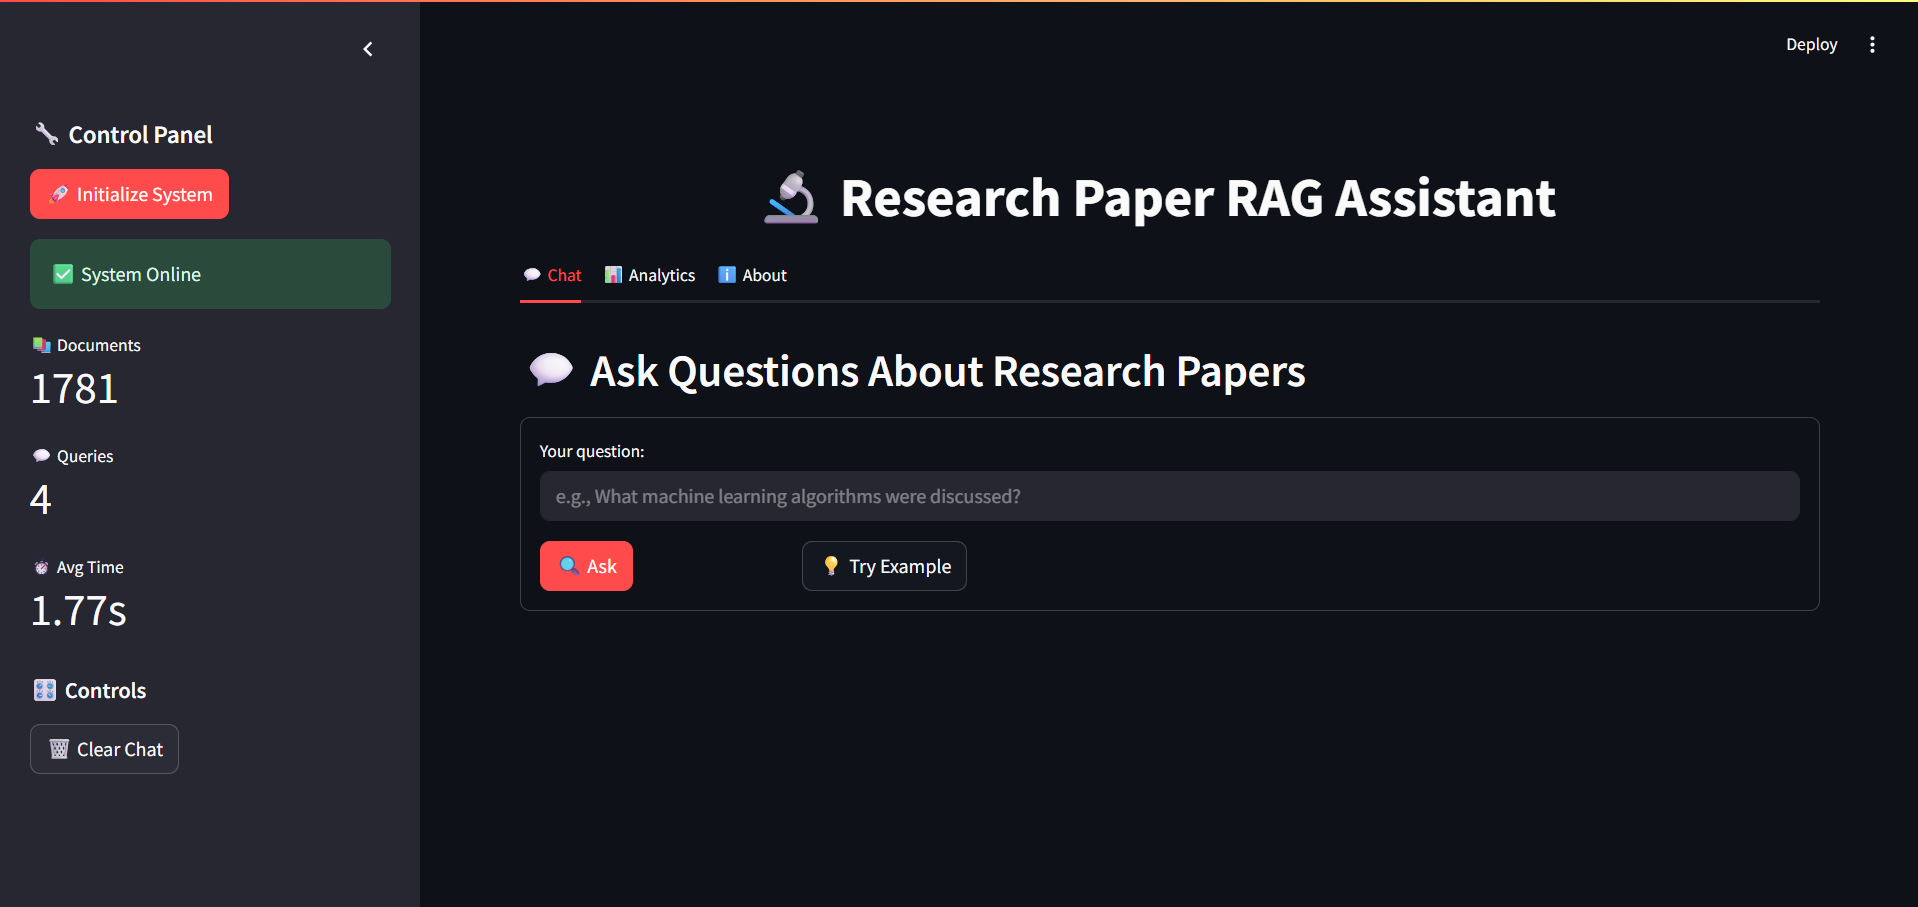 Deploy
Control Panel
Initialize System
System Online
Documents
1781
Queries
4
Avg Time
1.77s
Controls
Clear Chat
Research Paper RAG Assistant
Chat
Analytics
About
Ask Questions About Research Papers
Your question:
e.g., What machine learning algorithms were discussed?
Ask
Try Example